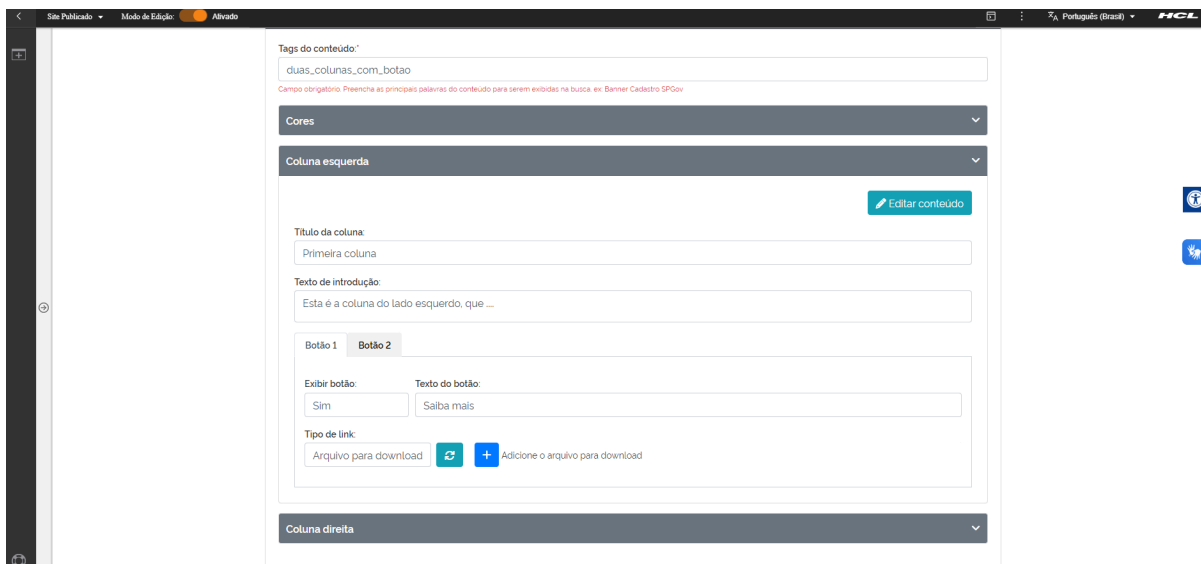 Site Publicado
Modo de Edição:
Ativado
Português (Brasil)
HCL
Tags do conteúdo:*
duas_colunas_com_botao
Campo obrigatório. Preencha as principais palavras do conteúdo para serem exibidas na busca. ex: Banner Cadastro SPGov
Cores
Coluna esquerda
Editar conteúdo
Título da coluna:
Primeira coluna
Texto de introdução:
Esta é a coluna do lado esquerdo, que ....
Botão 1
Botão 2
Exibir botão:
Texto do botão:
Sim
Saiba mais
Tipo de link:
Arquivo para download
Adicione o arquivo para download
Coluna direita